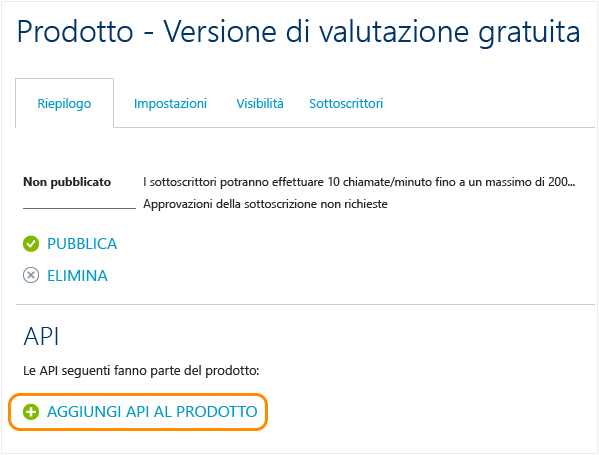 Prodotto - Versione di valutazione gratuita
Riepilogo Impostazioni Visibilità Sottoscrittori
Non pubblicato I sottoscrittori potranno effettuare 10 chiamate/minuto fino a un massimo di 200...
Approvazioni della sottoscrizione non richieste
PUBBLICA
ELIMINA
API
Le API seguenti fanno parte del prodotto:
AGGIUNGI API AL PRODOTTO